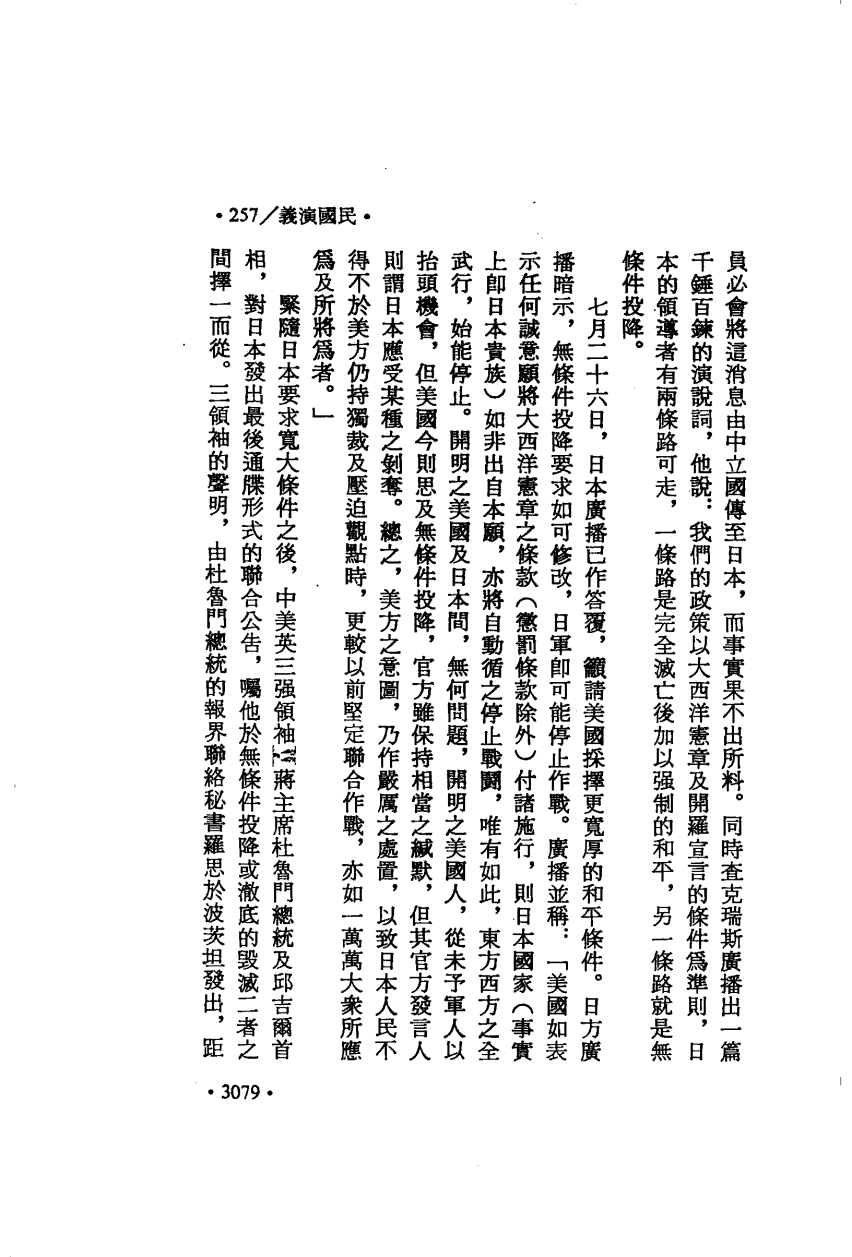 •257/義演國民•
員必會將這消息由中立國傳至日本，而事實果不出所料。同時查克瑞斯廣播出一篇
千錘百鍊的演說詞，他說：我們的政策以大西洋憲章及開羅宣言的條件爲準則，日
本的領導者有兩條路可走，一條路是完全滅亡後加以强制的和平，另一條路就是無
條件投降。
七月二十六日，日本廣播已作答覆，籲請美國採擇更寬厚的和平條件。日方廣
播暗示，無條件投降要求如可修改，日軍卽可能停止作戰。廣播並稱：「美國如表
示任何誠意願將大西洋憲章之條款（懲罰條款除外）付諸施行，則日本國家（事實
上卽日本貴族）如非出自本願，亦將自動循之停止戰鬪，唯有如此，東方西方之全
武行，始能停止。開明之美國及日本間，無何問題，開明之美國人，從未予軍人以
抬頭機會，但美國今則思及無條件投降，官方雖保持相當之緘默，但其官方發言人
則謂日本應受某種之剝奪。總之，美方之意圖，乃作嚴厲之處置，以致日本人民不
得不於美方仍持獨裁及壓迫觀點時，更較以前堅定聯合作戰，亦如一萬萬大衆所應
爲及所將爲者。」
緊隨日本要求寬大條件之後，中美英三强領袖蔣主席杜魯門總統及邱吉爾首
相，對日本發出最後通牒形式的聯合公告，囑他於無條件投降或澈底的毀滅二者之
間擇一而從。三領袖的聲明，由杜魯門總統的報界聯絡秘書羅思於波茨坦發出，距
•3079•